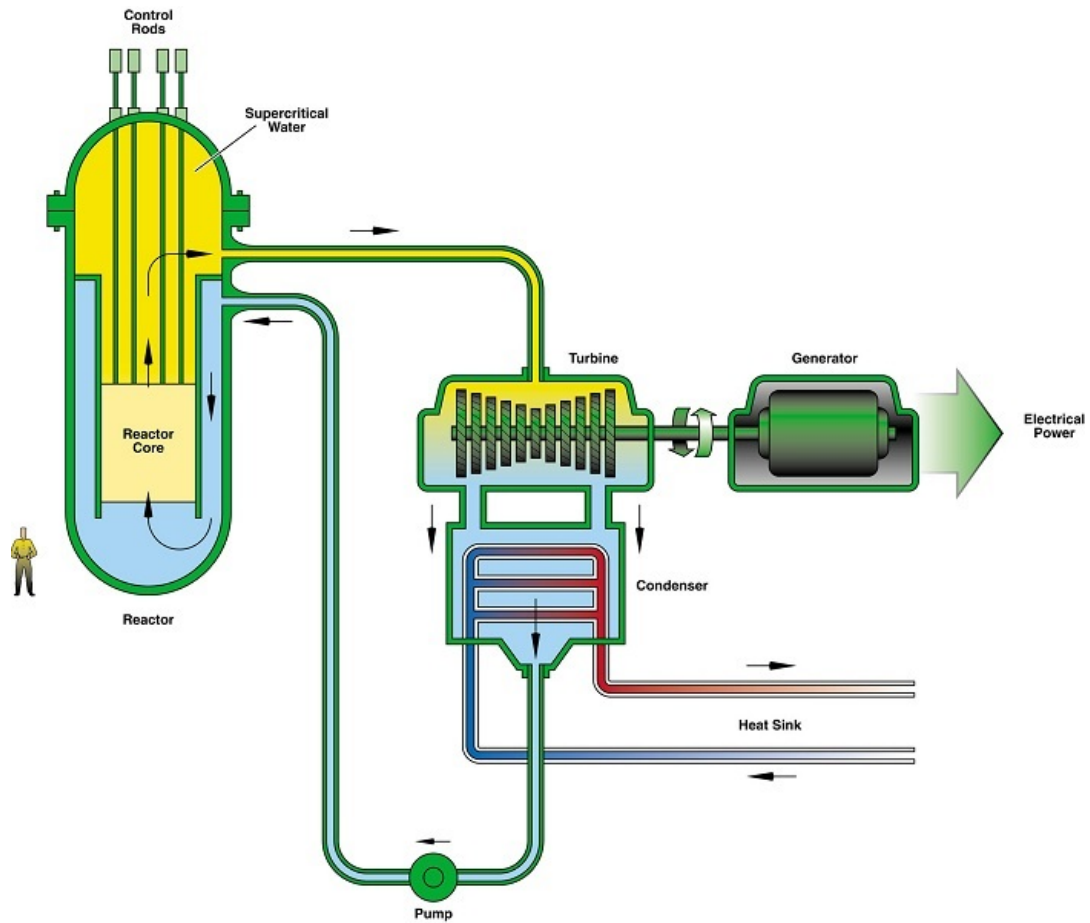 Control
Rods
Supercritical
Water
Turbine
Generator
Electrical
Power
Reactor
Core
Condenser
Reactor
Heat Sink
Pump